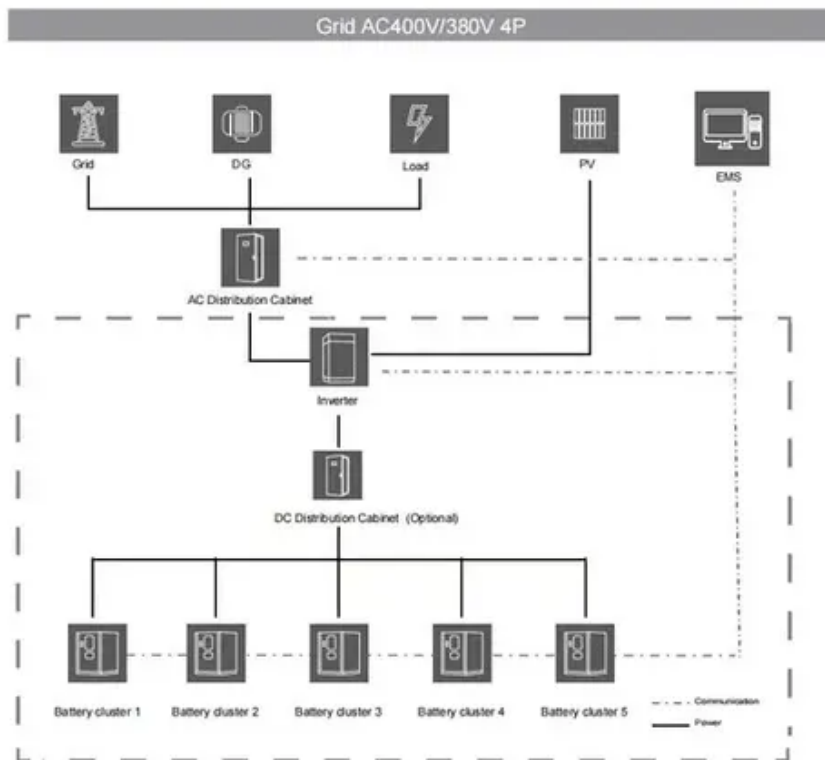 Grid AC400V/380V 4P
Grid
DG
Load
PV
EMS
AC Distribution Cabinet
Inverter
DC Distribution Cabinet (Optional)
Battery cluster 1
Battery cluster 2
Battery cluster 3
Battery cluster 4
Battery cluster 5
Communication
Power